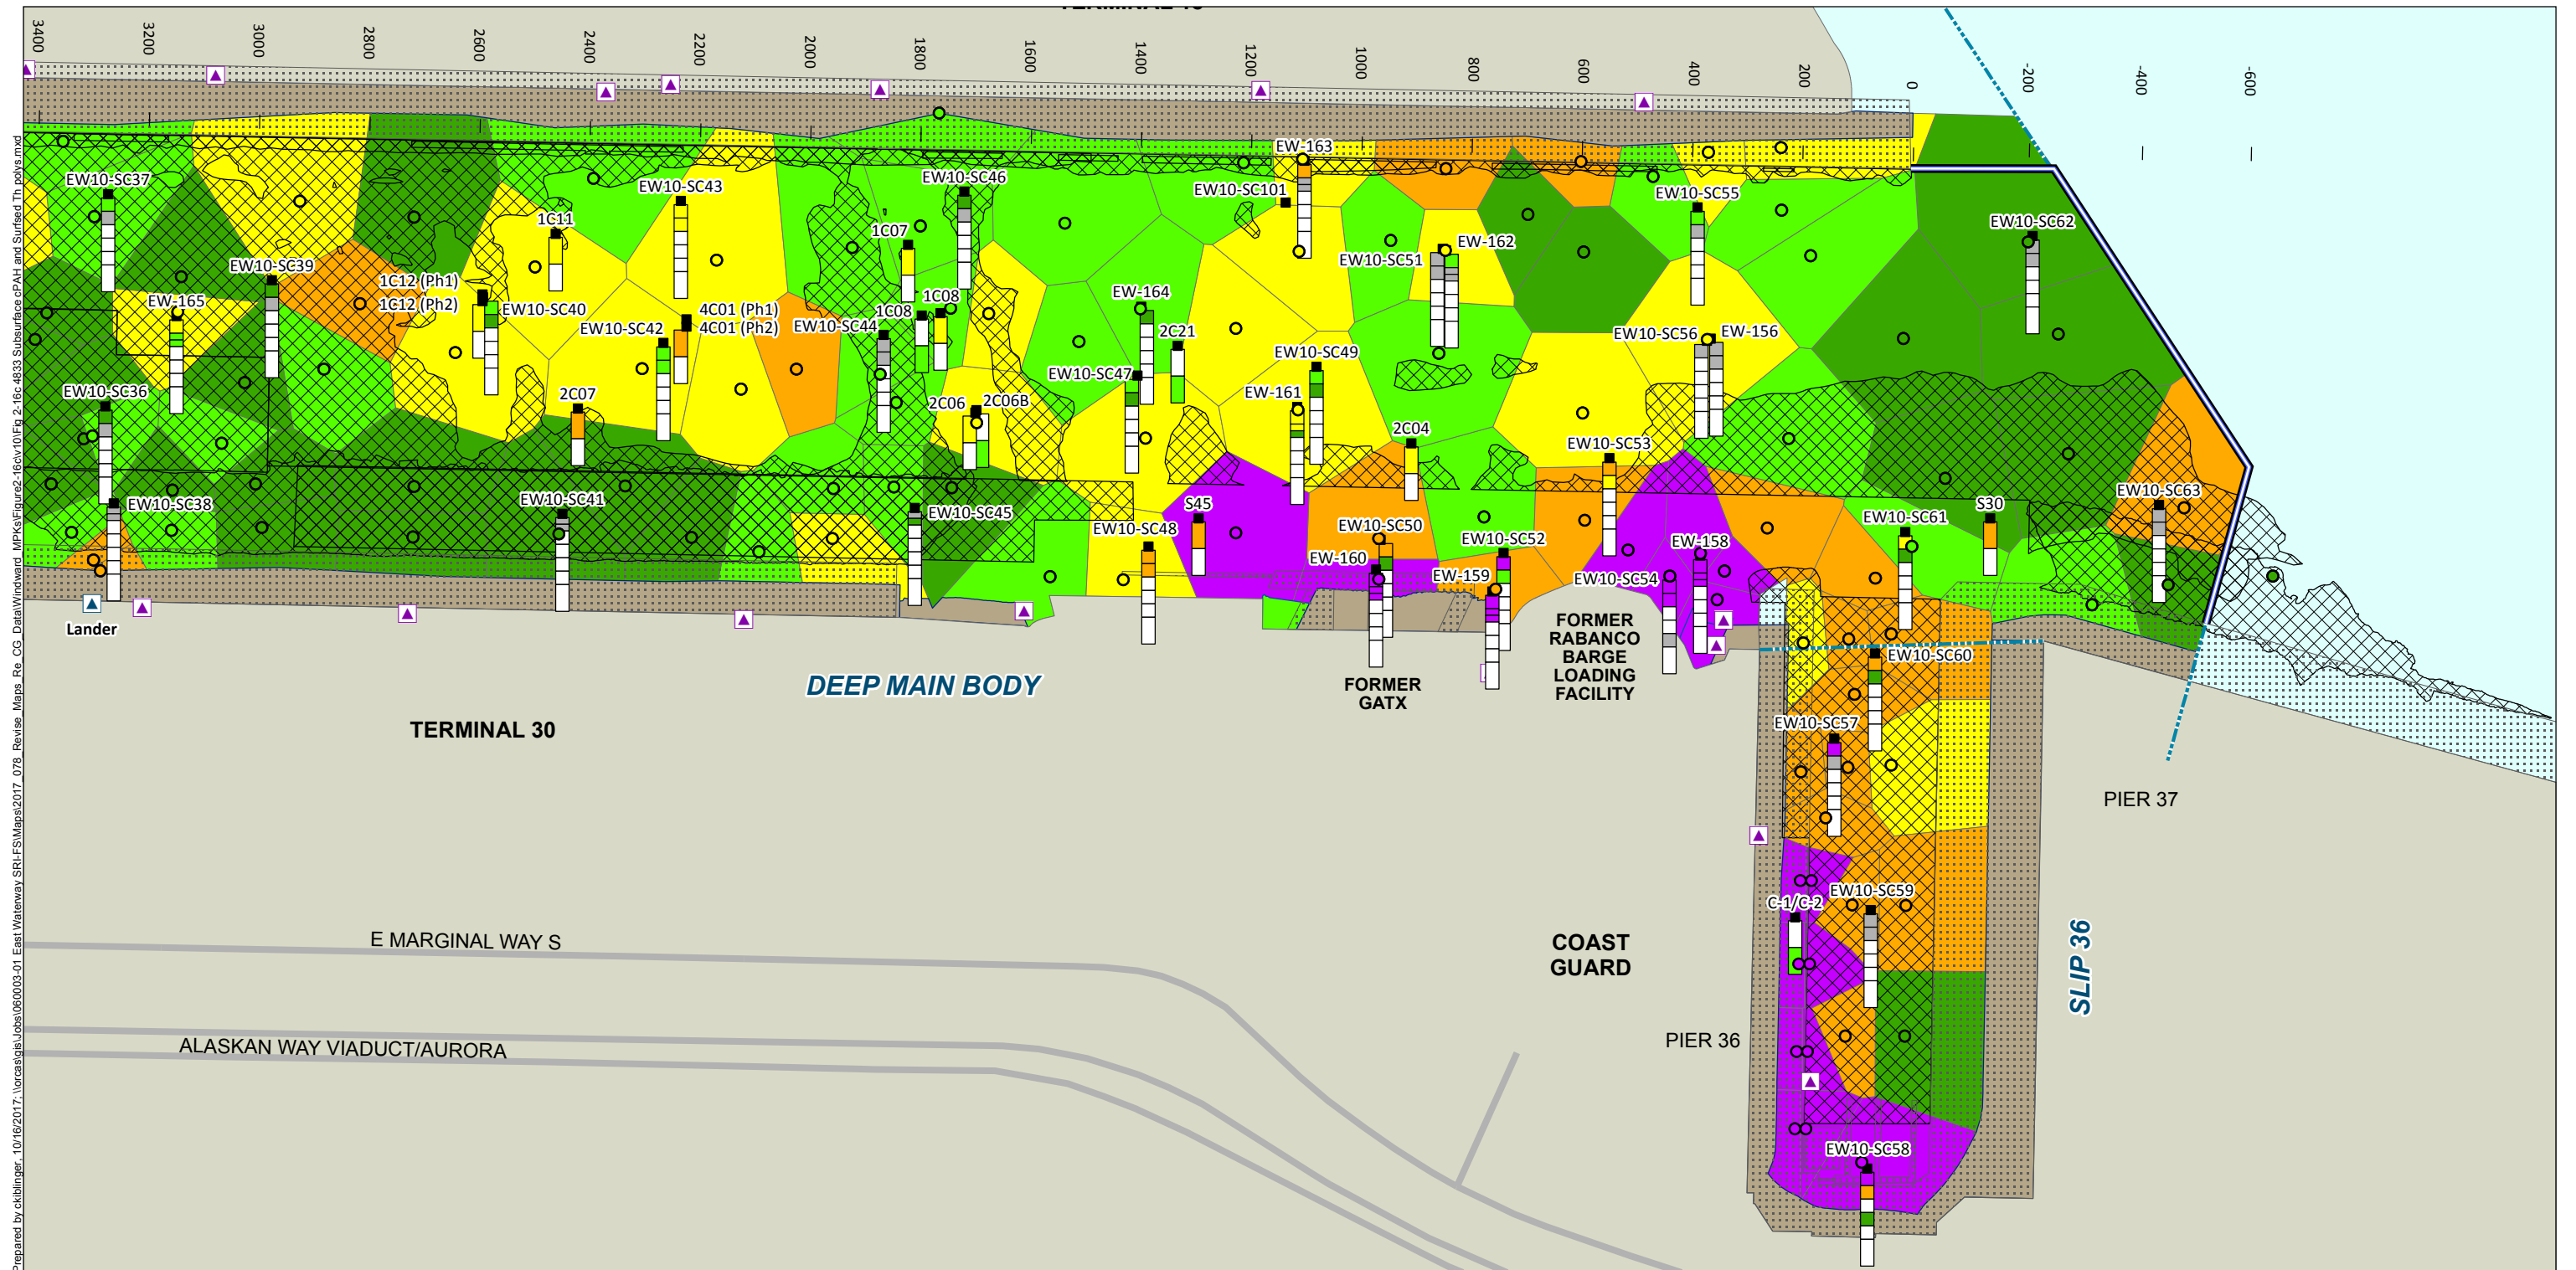 3400
3200
3000
2800
2600
2400
2200
2000
1800
1600
1400
1200
1000
800
600
400
200
0
-200
-400
-600
EW-163
EW10-SC37
EW10-SC43
EW10-SC46
EW10-SC101
EW10-SC55
1C11
1C07
EW10-SC62
EW-162
EW10-SC51
EW10-SC39
1C12 (Ph1)
1C12 (Ph2)
EW-165
EW10-SC40
4C01 (Ph1)
4C01 (Ph2)
EW10-SC42
EW10-SC44
1C08
1C08
EW-164
2C21
EW10-SC56
EW-156
EW10-SC49
EW10-SC47
EW10-SC36
2C07
2C06
2C06B
EW-161
2C04
EW10-SC53
EW10-SC38
EW10-SC41
EW10-SC45
EW10-SC48
S45
EW10-SC50
EW10-SC52
EW-158
EW10-SC61
S30
EW10-SC63
EW-160
EW-159
EW10-SC54
Lander
FORMER
RABANCO
BARGE
LOADING
FACILITY
FORMER
GATX
EW10-SC60
DEEP MAIN BODY
TERMINAL 30
EW10-SC57
PIER 37
EW10-SC59
C-1/C-2
E MARGINAL WAY S
COAST
GUARD
SLIP 36
PIER 36
ALASKAN WAY VIADUCT/AURORA
EW10-SC58